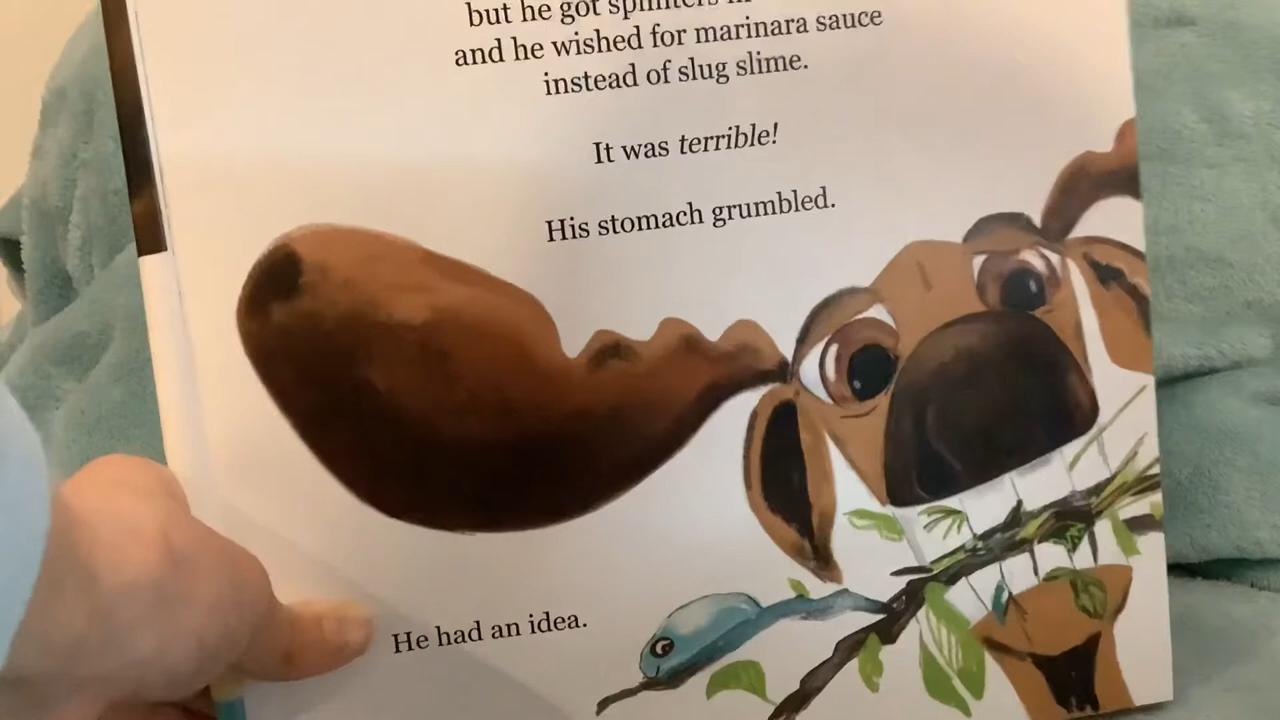 but he got splinters
and he wished for marinara sauce
instead of slug slime.
It was terrible!
His stomach grumbled.
He had an idea.